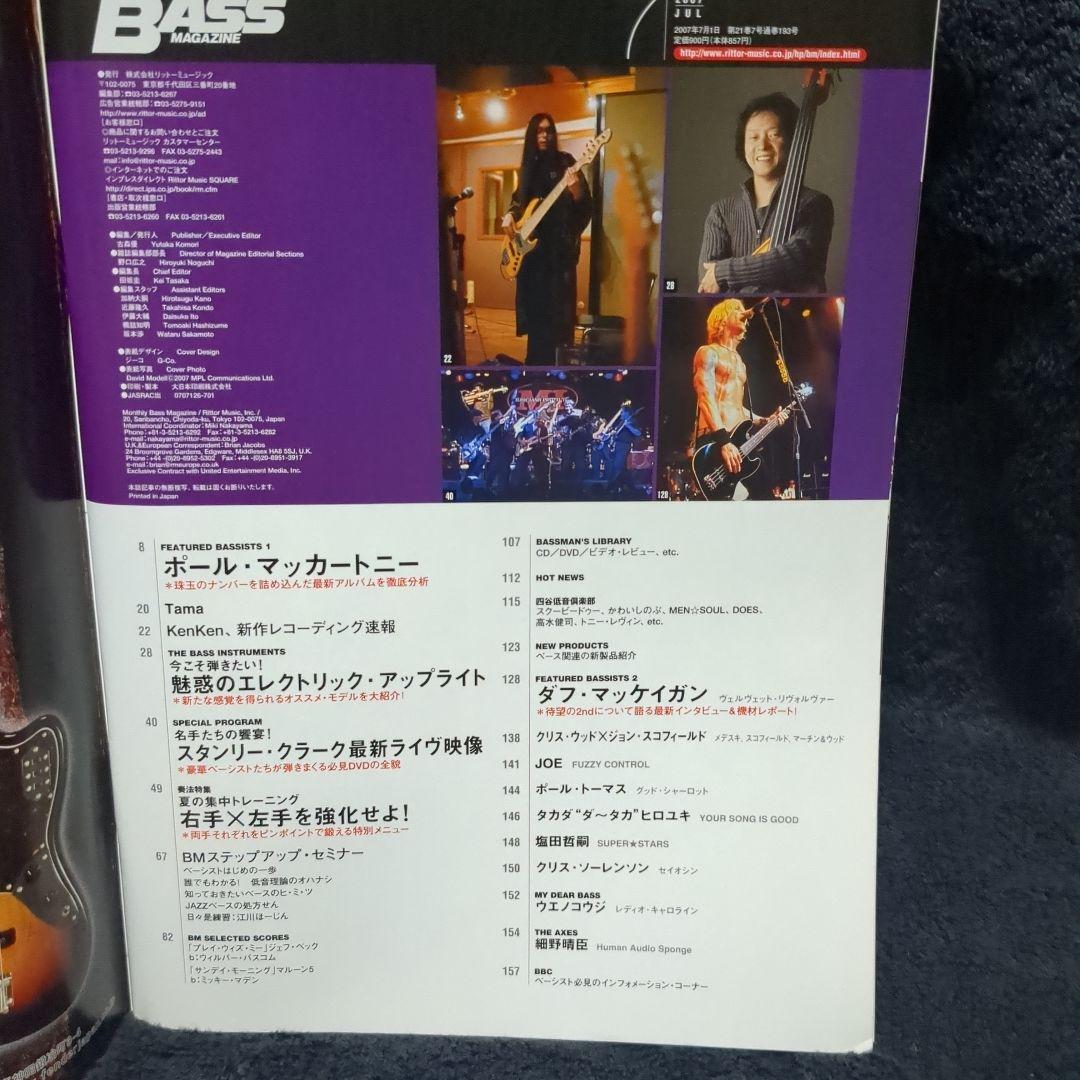 BASS
MAGAZINE
2007
JUL
2007年7月1日 第21巻7号通巻193号
定価900円(本体857円)
http://www.rittor-music.co.jp/hp/bm/index.html
●発行 株式会社リットーミュージック
〒102-0075 東京都千代田区三番町20番地
編集部:☎03-5213-6267
広告営業統轄部:☎03-5275-9151
http://www.rittor-music.co.jp/ad
[お客様窓口]
◎商品に関するお問い合わせとご注文
リットーミュージック カスタマーセンター
☎03-5213-9296 FAX 03-5275-2443
mail:info@rittor-music.co.jp
◎インターネットでのご注文
インプレスダイレクト Rittor Music SQUARE
http://direct.ips.co.jp/book/rm.cfm
[書店・取次様窓口]
出版営業統轄部
☎03-5213-6260 FAX 03-5213-6261
●編集/発行人 Publisher/Executive Editor
古森優 Yutaka Komori
●雑誌編集部部長 Director of Magazine Editorial Sections
野口広之 Hiroyuki Noguchi
●編集長 Chief Editor
田坂圭 Kei Tasaka
●編集スタッフ Assistant Editors
加納大嗣 Hirotsugu Kano
近藤隆久 Takahisa Kondo
伊藤大輔 Daisuke Ito
橋詰知明 Tomoaki Hashizume
坂本渉 Wataru Sakamoto
●表紙デザイン Cover Design
ジーコ G-Co.
●表紙写真 Cover Photo
David Modell©2007 MPL Communications Ltd.
●印刷・製本 大日本印刷株式会社
●JASRAC出 0707126-701
Monthly Bass Magazine / Rittor Music, Inc. /
20, Sanbancho, Chiyoda-ku, Tokyo 102-0075, Japan
International Coordinator: Miki Nakayama
Phone:+81-3-5213-6292 Fax:+81-3-5213-6282
e-mail:nakayama@rittor-music.co.jp
U.K.&European Correspondent: Brian Jacobs
24 Broomgrove Gardens, Edgware, Middlesex HA8 5SJ, U.K.
Phone:+44 -(0)20-8952-5302 Fax:+44 -(0)20-8951-3917
e-mail:brian@meurope.co.uk
Exclusive Contract with United Entertainment Media, Inc.
本誌記事の無断複写、転載は固くお断りいたします。
Printed in Japan
22
28
40
128
8 FEATURED BASSISTS 1
ポール・マッカートニー
*珠玉のナンバーを詰め込んだ最新アルバムを徹底分析
20 Tama
22 KenKen、新作レコーディング速報
28 THE BASS INSTRUMENTS
今こそ弾きたい!
魅惑のエレクトリック・アップライト
*新たな感覚を得られるオススメ・モデルを大紹介!
40 SPECIAL PROGRAM
名手たちの饗宴!
スタンリー・クラーク最新ライヴ映像
*豪華ベーシストたちが弾きまくる必見DVDの全貌
49 奏法特集
夏の集中トレーニング
右手×左手を強化せよ!
*両手それぞれをピンポイントで鍛える特別メニュー
67 BMステップアップ・セミナー
ベーシストはじめの一歩
誰でもわかる! 低音理論のオハナシ
知っておきたいベースのヒ・ミ・ツ
JAZZベースの処方せん
日々是練習:江川ほーじん
82 BM SELECTED SCORES
「プレイ・ウィズ・ミー」ジェフ・ベック
b:ウィルバー・バスコム
「サンデイ・モーニング」マルーン5
b:ミッキー・マデン
107 BASSMAN'S LIBRARY
CD/DVD/ビデオ・レビュー、etc.
112 HOT NEWS
115 四谷低音倶楽部
スクービードゥー、かわいしのぶ、MEN☆SOUL、DOES、
高水健司、トニー・レヴィン、etc.
123 NEW PRODUCTS
ベース関連の新製品紹介
128 FEATURED BASSISTS 2
ダフ・マッケイガン ヴェルヴェット・リヴォルヴァー
*待望の2ndについて語る最新インタビュー&機材レポート!
138 クリス・ウッド×ジョン・スコフィールド メデスキ、スコフィールド、マーチン&ウッド
141 JOE FUZZY CONTROL
144 ポール・トーマス グッド・シャーロット
146 タカダ“ダ〜タカ”ヒロユキ YOUR SONG IS GOOD
148 塩田哲嗣 SUPER★STARS
150 クリス・ソーレンソン セイオシン
152 MY DEAR BASS
ウエノコウジ レディオ・キャロライン
154 THE AXES
細野晴臣 Human Audio Sponge
157 BBC
ベーシスト必見のインフォメーション・コーナー